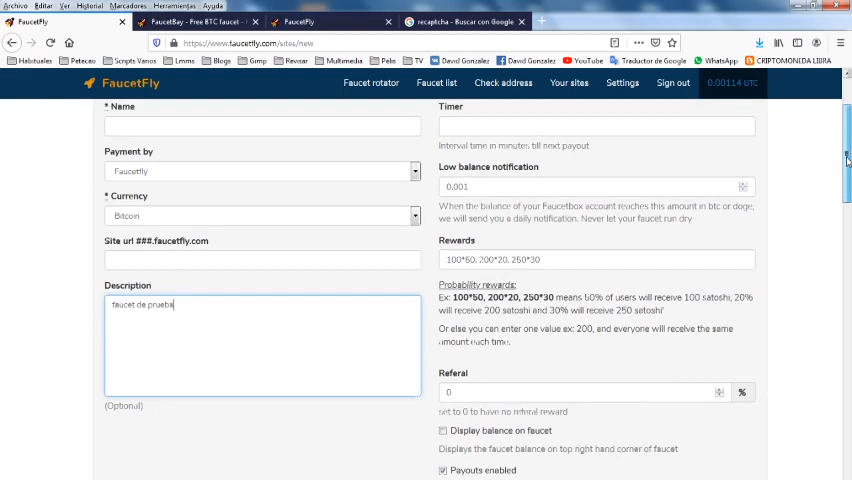 Archivo Editar Ver Historial Marcadores Herramientas Ayuda
FaucetFly
FaucetBay - Free BTC faucet -
FaucetFly
recaptcha - Buscar con Google
https://www.faucetfly.com/sites/new
Habituales
Peteceo
Scripts
Lmms
Blogs
Gimp
Revisar
Multimedia
Pelis
TV
David Gonzalez
David Gonzalez
YouTube
Traductor de Google
WhatsApp
CRIPTOMONEDA LIBRA
FaucetFly
Faucet rotator
Faucet list
Check address
Your sites
Settings
Sign out
0.00114 BTC
* Name
Payment by
Faucetfly
* Currency
Bitcoin
Site url ###.faucetfly.com
Description
faucet de prueba
(Optional)
Timer
Interval time in minutes till next payout
Low balance notification
0,001
When the balance of your Faucetbox account reaches this amount in btc or doge,
we will send you a daily notification. Never let your faucet run dry
Rewards
100*50, 200*20, 250*30
Probability rewards:
Ex: 100*50, 200*20, 250*30 means 50% of users will receive 100 satoshi, 20%
will receive 200 satoshi and 30% will receive 250 satoshi'
Or else you can enter one value ex: 200, and everyone will receive the same
amount each time.
Referal
0
%
set to 0 to have no referal reward
Display balance on faucet
Displays the faucet balance on top right hand corner of faucet
Payouts enabled